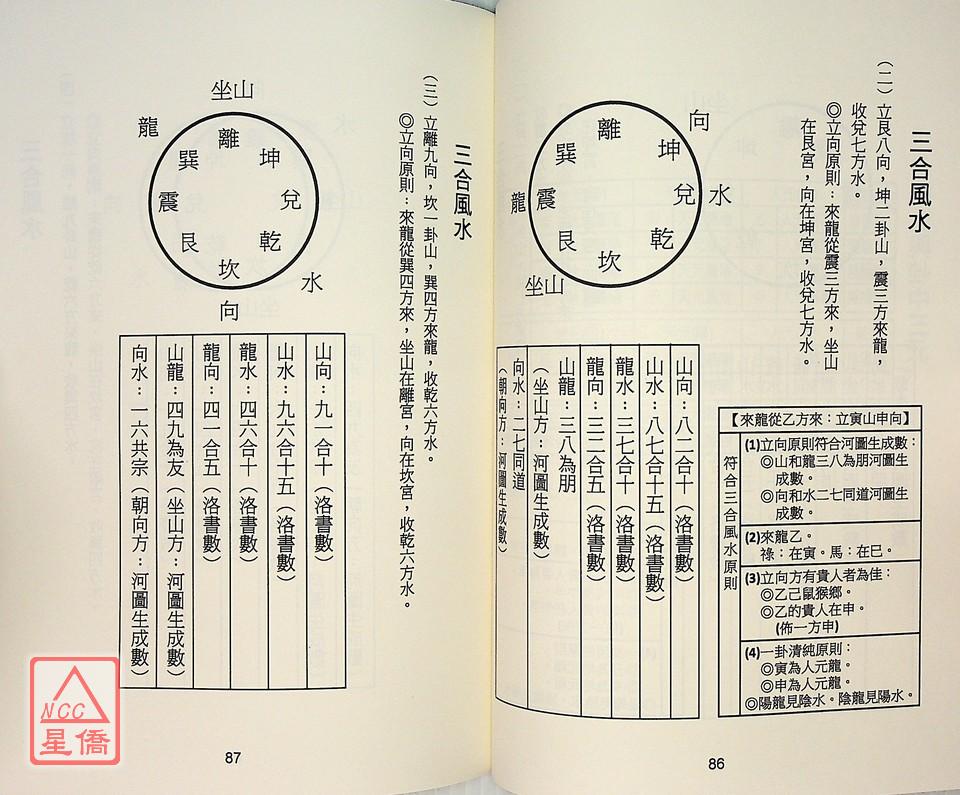 三合風水
（二）立艮八向，坤二卦山，震三方來龍，
收兌七方水。
◎立向原則：來龍從震三方來，坐山
在艮宮，向在坤宮，收兌七方水。
向
水
龍
坐山
離
坤
兌
乾
坎
艮
震
巽
【來龍從乙方來：立寅山申向】
符合三合風水原則
(1)立向原則符合河圖生成數：
◎山和龍三八為朋河圖生
成數。
◎向和水二七同道河圖生
成數。
(2)來龍乙。
祿：在寅。馬：在巳。
(3)立向方有貴人者為佳：
◎乙己鼠猴鄉。
◎乙的貴人在申。
(佈一方申)
(4)一卦清純原則：
◎寅為人元龍。
◎申為人元龍。
◎陽龍見陰水。陰龍見陽水。
山向：八二合十（洛書數）
山水：八七合十五（洛書數）
龍水：三七合十（洛書數）
龍向：三二合五（洛書數）
山龍：三八為朋
（坐山方：河圖生成數）
向水：二七同道
（朝向方：河圖生成數）
86
三合風水
（三）立離九向，坎一卦山，巽四方來龍，收乾六方水。
◎立向原則：來龍從巽四方來，坐山在離宮，向在坎宮，收乾六方水。
坐山
龍
水
向
離
坤
兌
乾
坎
艮
震
巽
山向：九一合十（洛書數）
山水：九六合十五（洛書數）
龍水：四六合十（洛書數）
龍向：四一合五（洛書數）
山龍：四九為友（坐山方：河圖生成數）
向水：一六共宗（朝向方：河圖生成數）
87
NCC
星僑